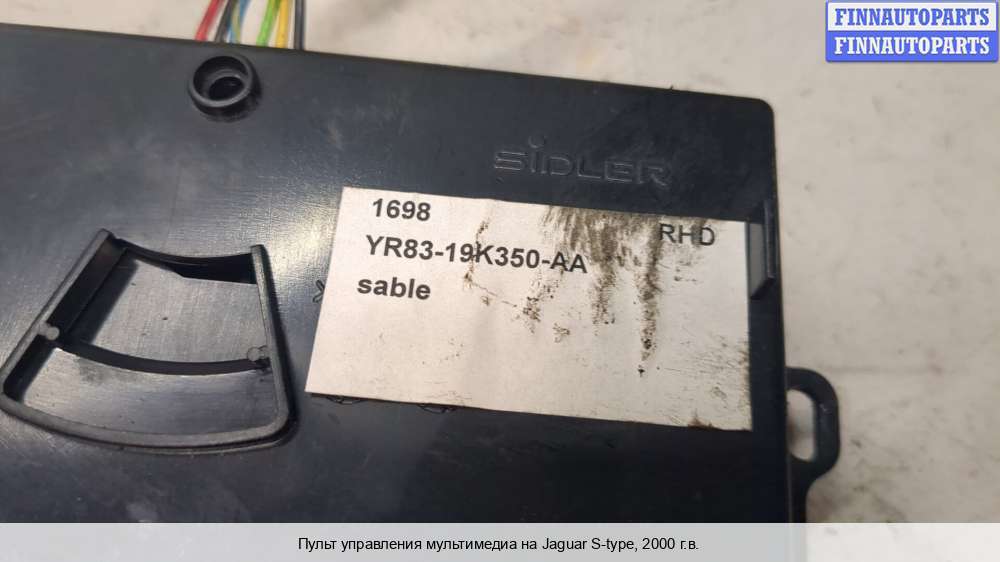 FINNAUTOPARTS
FINNAUTOPARTS
SiDLER
1698
RHD
YR83-19K350-AA
sable
Пульт управления мультимедиа на Jaguar S-type, 2000 г.в.